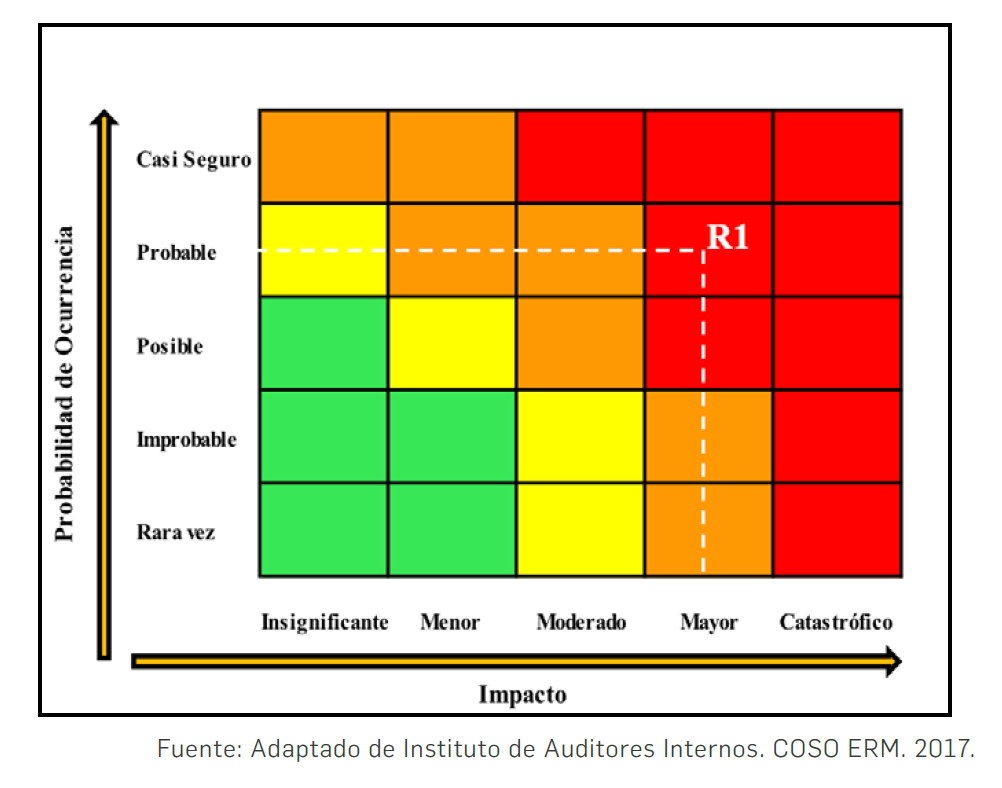 Probabilidad de Ocurrencia
Casi Seguro
Probable
R1
Posible
Improbable
Rara vez
Insignificante Menor Moderado Mayor Catastrófico
Impacto
Fuente: Adaptado de Instituto de Auditores Internos. COSO ERM. 2017.